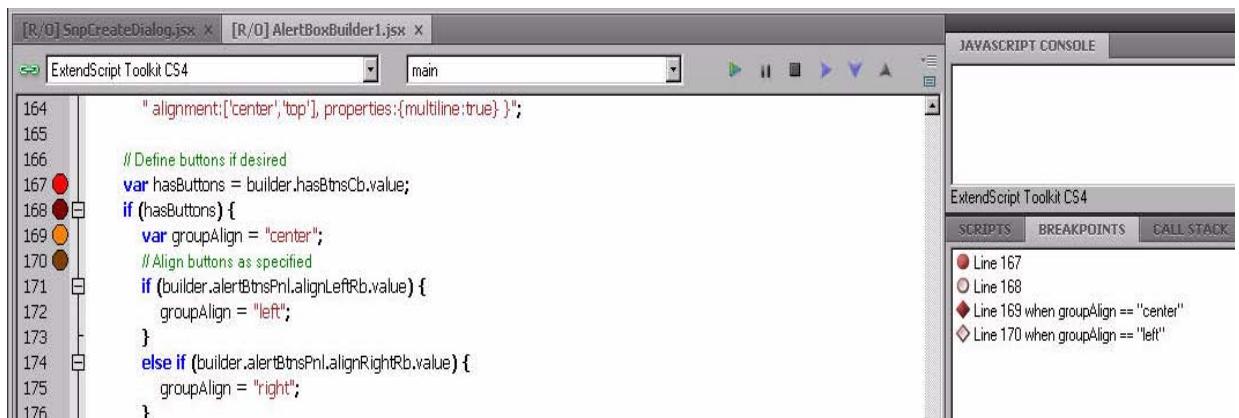 [R/O] SnpCreateDialog.jsx ×
[R/O] AlertBoxBuilder1.jsx ×
ExtendScript Toolkit CS4
main
164 " alignment:['center','top'], properties:{multiline:true} }";
165
166 // Define buttons if desired
167 var hasButtons = builder.hasBtnsCb.value;
168 if (hasButtons) {
169 var groupAlign = "center";
170 // Align buttons as specified
171 if (builder.alertBtnsPnl.alignLeftRb.value) {
172 groupAlign = "left";
173 }
174 else if (builder.alertBtnsPnl.alignRightRb.value) {
175 groupAlign = "right";
176 }
JAVASCRIPT CONSOLE
ExtendScript Toolkit CS4
SCRIPTS
BREAKPOINTS
CALL STACK
Line 167
Line 168
Line 169 when groupAlign == "center"
Line 170 when groupAlign == "left"